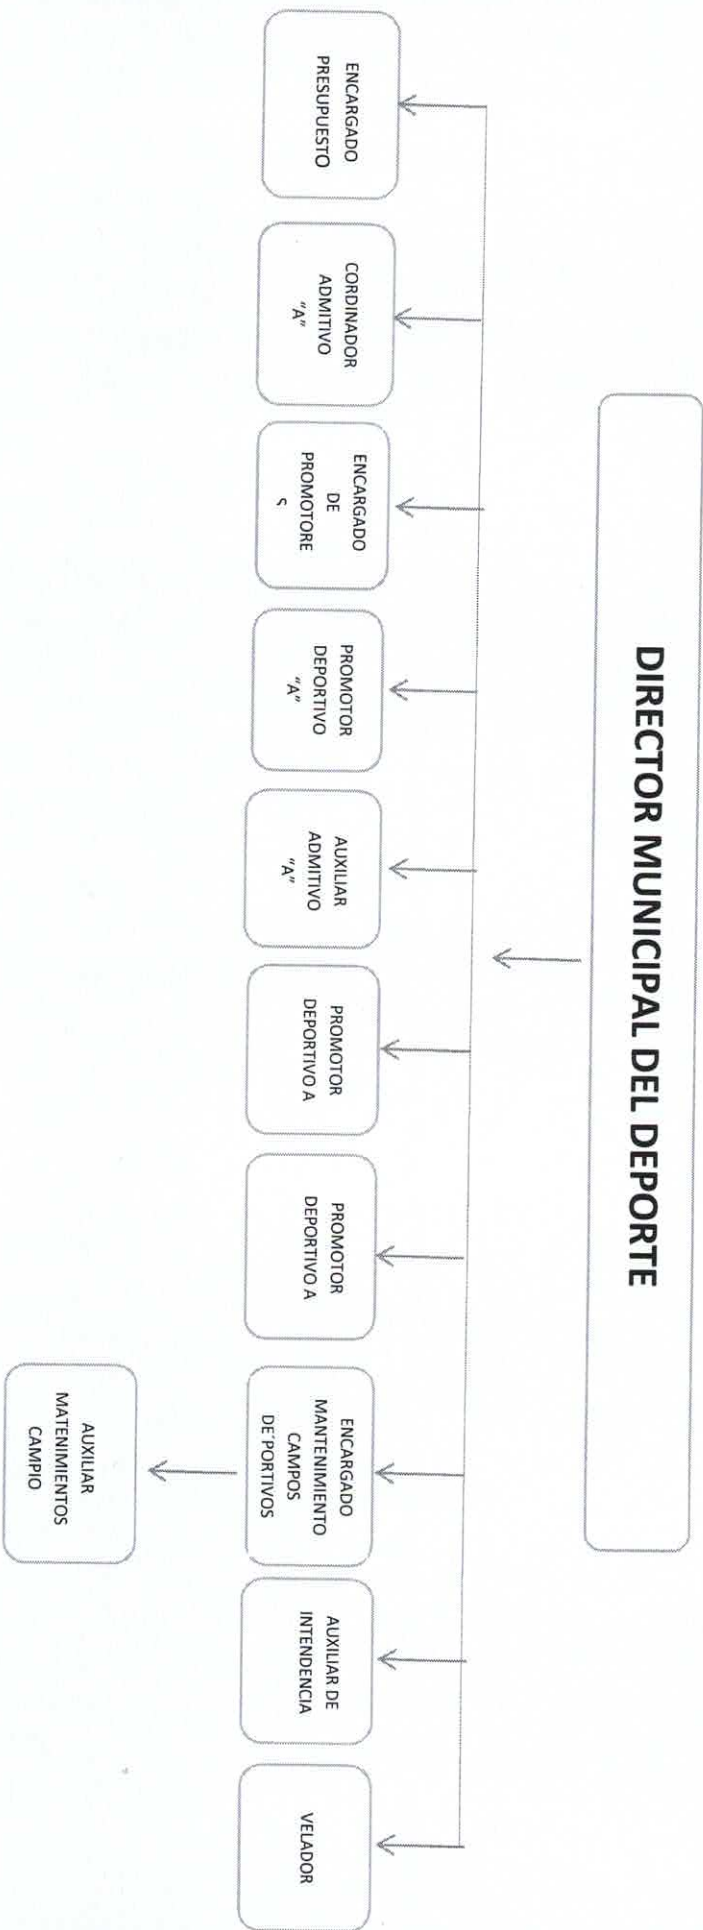 DIRECTOR MUNICIPAL DEL DEPORTE
ENCARGADO
PRESUPUESTO
CORDINADOR
ADMITIVO
"A"
ENCARGADO
DE
PROMOTORE
S
PROMOTOR
DEPORTIVO
"A"
AUXILIAR
ADMITIVO
"A"
PROMOTOR
DEPORTIVO A
PROMOTOR
DEPORTIVO A
ENCARGADO
MANTENIMIENTO
CAMPOS
DE´PORTIVOS
AUXILIAR DE
INTENDENCIA
VELADOR
AUXILIAR
MATENIMIENTOS
CAMPIO